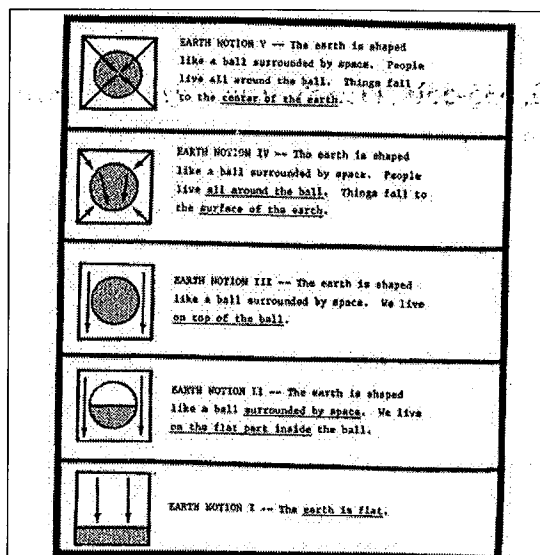 EARTH NOTION V -- The earth is shaped
like a ball surrounded by space. People
live all around the ball. Things fall
to the center of the earth.
EARTH NOTION IV -- The earth is shaped
like a ball surrounded by space. People
live all around the ball. Things fall to
the surface of the earth.
EARTH NOTION III -- The earth is shaped
like a ball surrounded by space. We live
on top of the ball.
EARTH NOTION II -- The earth is shaped
like a ball surrounded by space. We live
on the flat part inside the ball.
EARTH NOTION I -- The earth is flat.